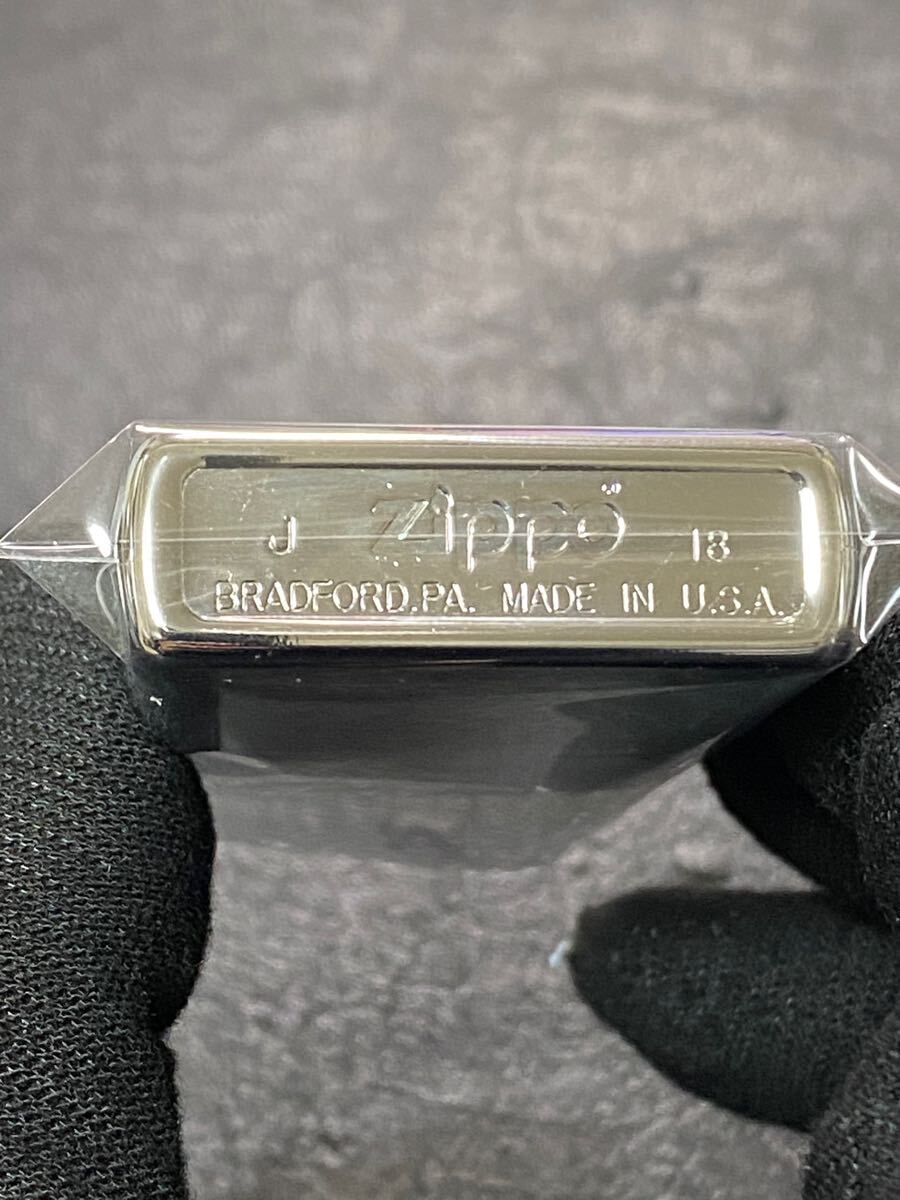 J Zippo ® 18
BRADFORD.PA. MADE IN U.S.A.